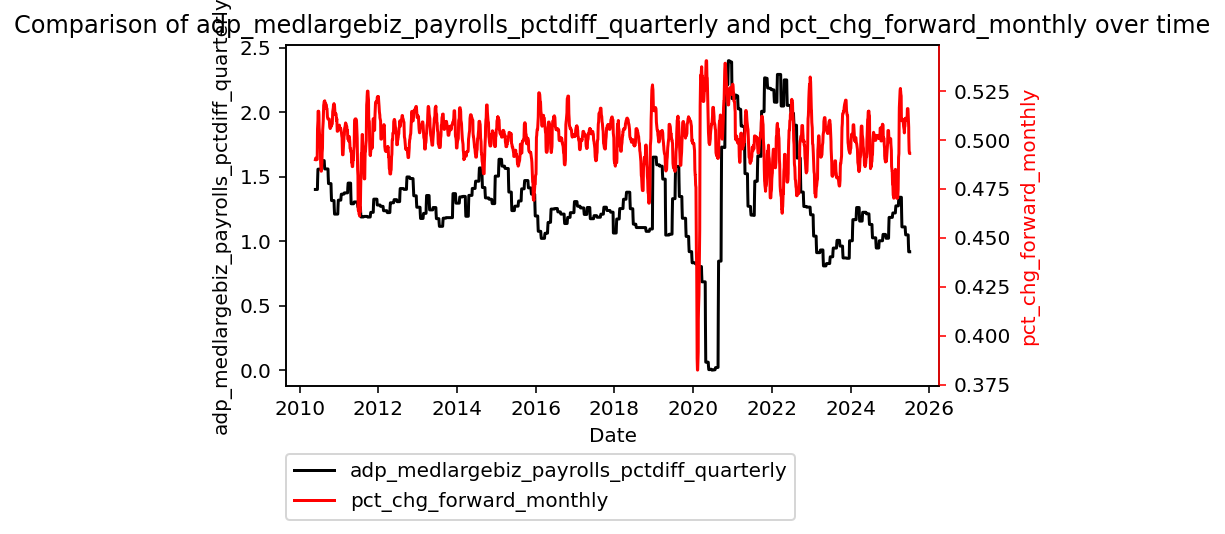 Comparison of adp_medlargebiz_payrolls_pctdiff_quarterly and pct_chg_forward_monthly over time
adp_medlargebiz_payrolls_pctdiff_quarterly
2.5
2.0
1.5
1.0
0.5
0.0
0.525
0.500
0.475
0.450
0.425
0.400
0.375
pct_chg_forward_monthly
2010 2012 2014 2016 2018 2020 2022 2024 2026
Date
adp_medlargebiz_payrolls_pctdiff_quarterly
pct_chg_forward_monthly